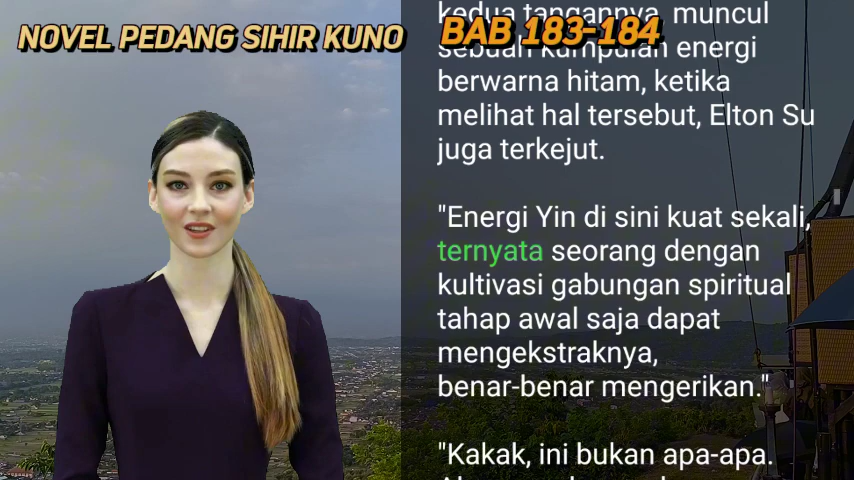 NOVEL PEDANG SIHIR KUNO
BAB 183-184
kedua tangannya, muncul
sebuah kumpulan energi
berwarna hitam, ketika
melihat hal tersebut, Elton Su
juga terkejut.
"Energi Yin di sini kuat sekali,
ternyata seorang dengan
kultivasi gabungan spiritual
tahap awal saja dapat
mengekstraknya,
benar-benar mengerikan."
"Kakak, ini bukan apa-apa.